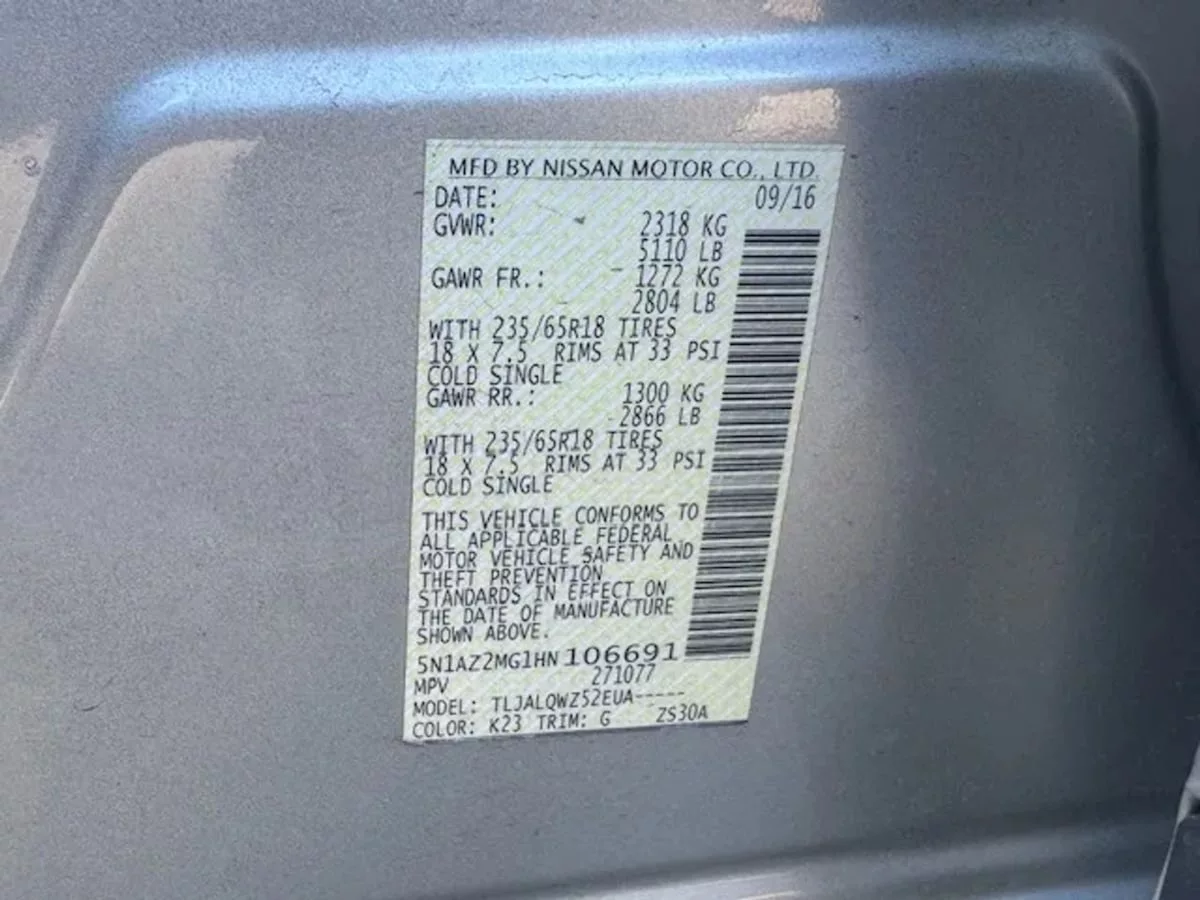 MFD BY NISSAN MOTOR CO., LTD.
DATE: 09/16
GVWR: 2318 KG
5110 LB
GAWR FR.: 1272 KG
2804 LB
WITH 235/65R18 TIRES
18 X 7.5 RIMS AT 33 PSI
COLD SINGLE
GAWR RR.: 1300 KG
2866 LB
WITH 235/65R18 TIRES
18 X 7.5 RIMS AT 33 PSI
COLD SINGLE
THIS VEHICLE CONFORMS TO
ALL APPLICABLE FEDERAL
MOTOR VEHICLE SAFETY AND
THEFT PREVENTION
STANDARDS IN EFFECT ON
THE DATE OF MANUFACTURE
SHOWN ABOVE.
5N1AZ2MG1HN106691
MPV 271077
MODEL: TLJALQWZ52EUA-----
COLOR: K23 TRIM: G ZS30A